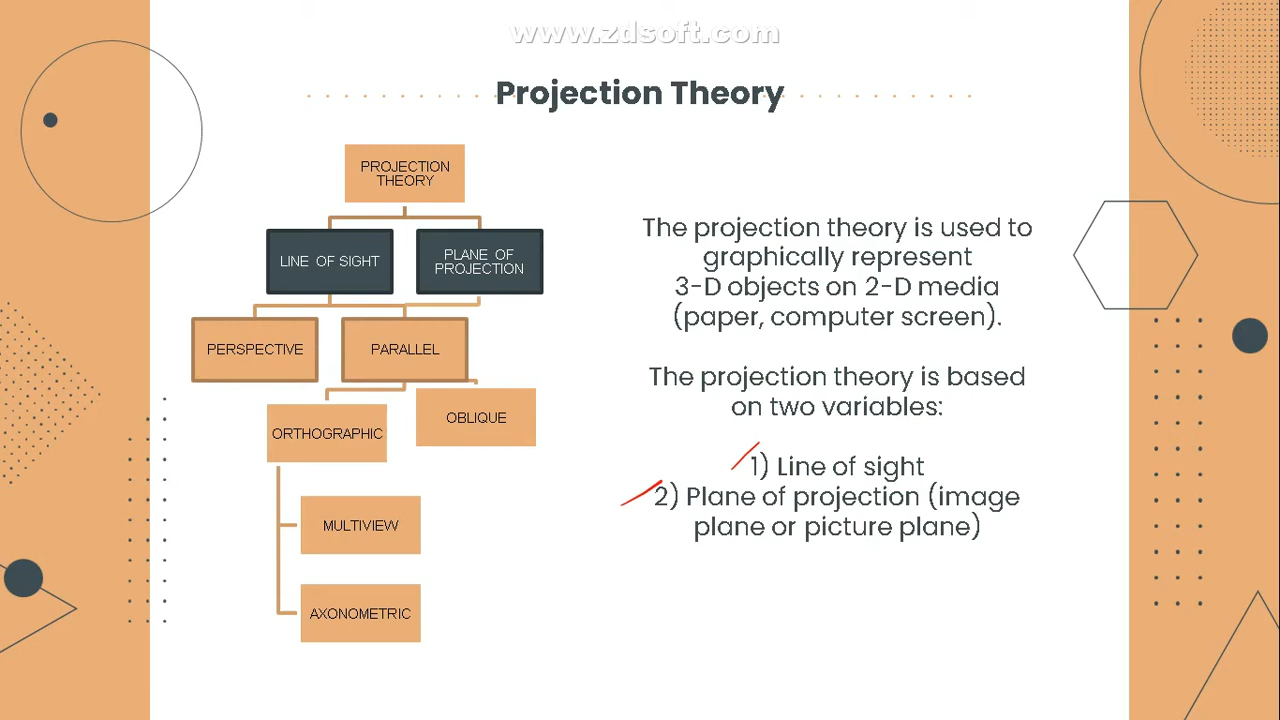 www.zdsoft.com
Projection Theory
PROJECTION
THEORY
LINE OF SIGHT
PLANE OF
PROJECTION
PERSPECTIVE
PARALLEL
ORTHOGRAPHIC
OBLIQUE
MULTIVIEW
AXONOMETRIC
The projection theory is used to
graphically represent
3-D objects on 2-D media
(paper, computer screen).
The projection theory is based
on two variables:
1) Line of sight
2) Plane of projection (image
plane or picture plane)